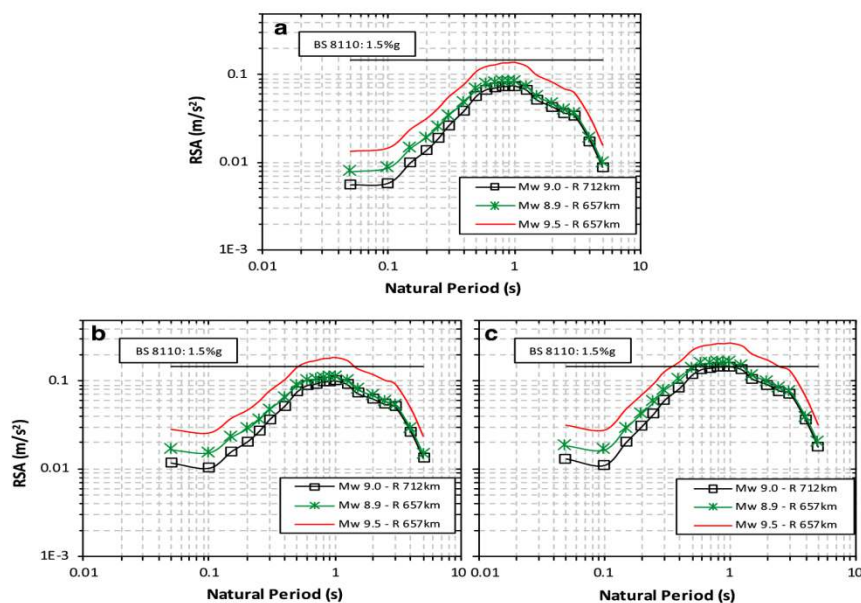 a
BS 8110: 1.5%g
0.1
0.01
1E-3
RSA (m/s²)
Mw 9.0 - R 712km
Mw 8.9 - R 657km
Mw 9.5 - R 657km
0.01 0.1 1 10
Natural Period (s)
b
BS 8110: 1.5%g
0.1
0.01
1E-3
RSA (m/s²)
Mw 9.0 - R 712km
Mw 8.9 - R 657km
Mw 9.5 - R 657km
0.01 0.1 1 10
Natural Period (s)
c
BS 8110: 1.5%g
Mw 9.0 - R 712km
Mw 8.9 - R 657km
Mw 9.5 - R 657km
0.01 0.1 1 10
Natural Period (s)